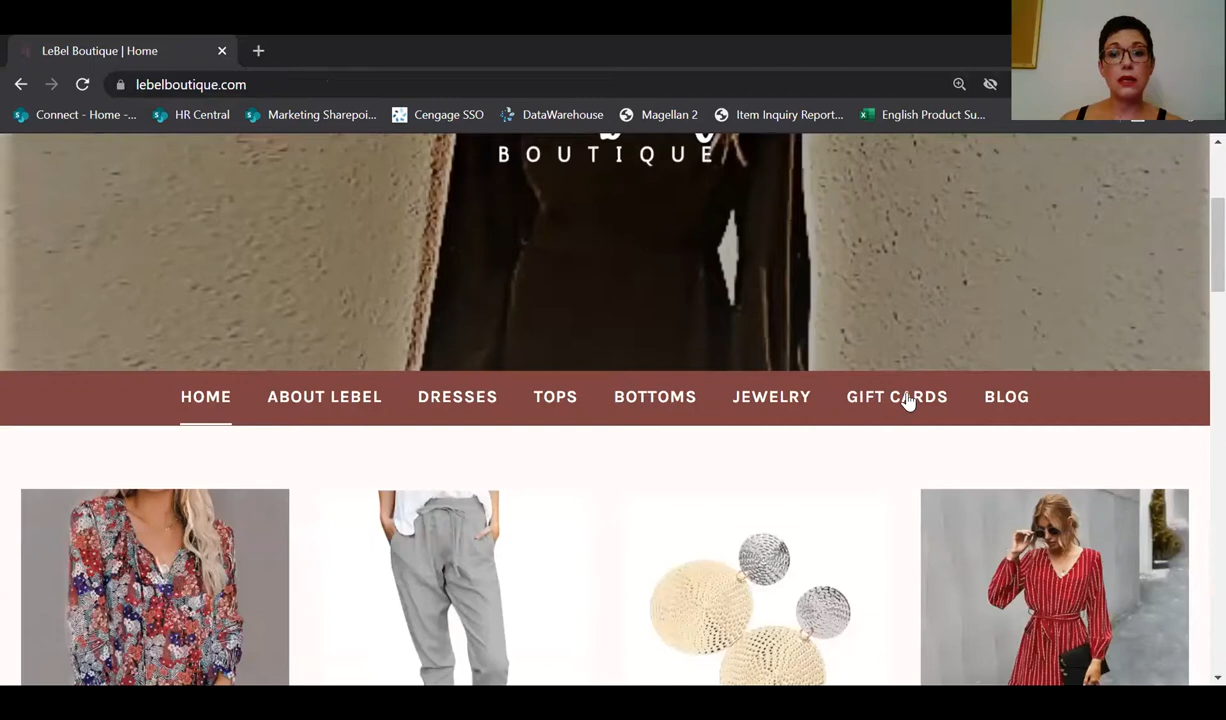 LeBel Boutique | Home
lebelboutique.com
Connect - Home -...
HR Central
Marketing Sharepoi...
Cengage SSO
DataWarehouse
Magellan 2
Item Inquiry Report...
English Product Su...
BOUTIQUE
HOME
ABOUT LEBEL
DRESSES
TOPS
BOTTOMS
JEWELRY
GIFT CARDS
BLOG